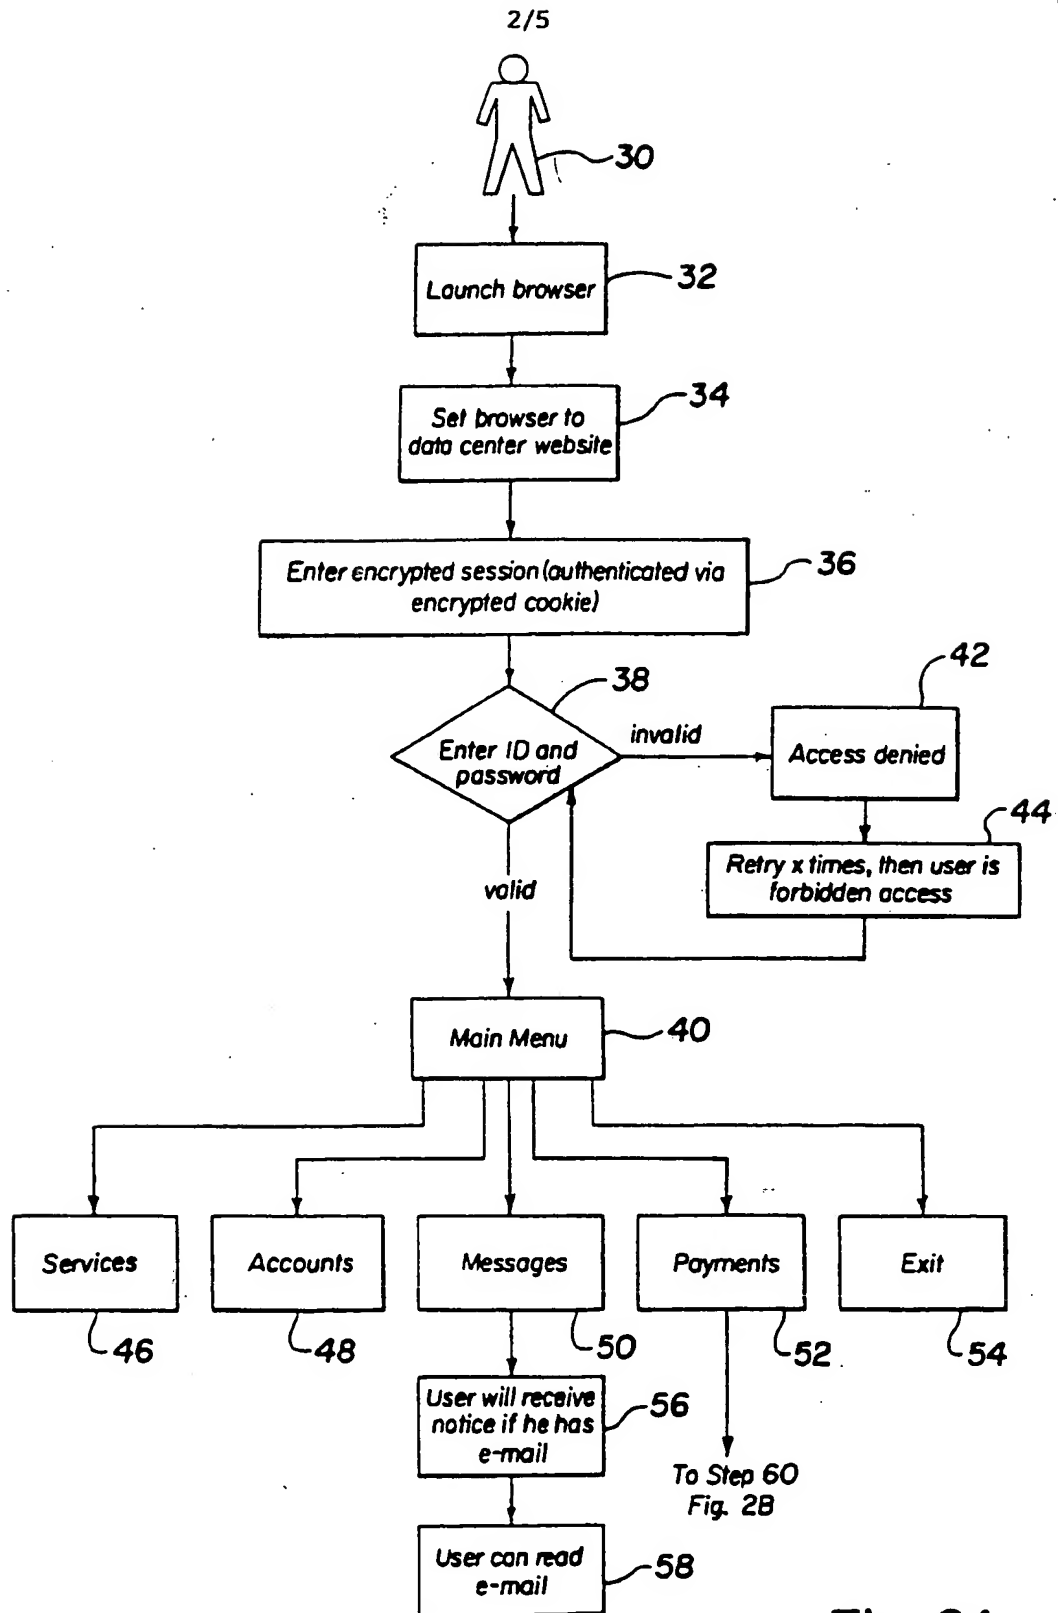 2/5
30
Launch browser
32
Set browser to
data center website
34
Enter encrypted session (authenticated via
encrypted cookie)
36
38
Enter ID and
password
invalid
42
Access denied
44
Retry x times, then user is
forbidden access
valid
Main Menu
40
Services
Accounts
Messages
Payments
Exit
46
48
50
52
54
User will receive
notice if he has
e-mail
56
To Step 60
Fig. 2B
User can read
e-mail
58